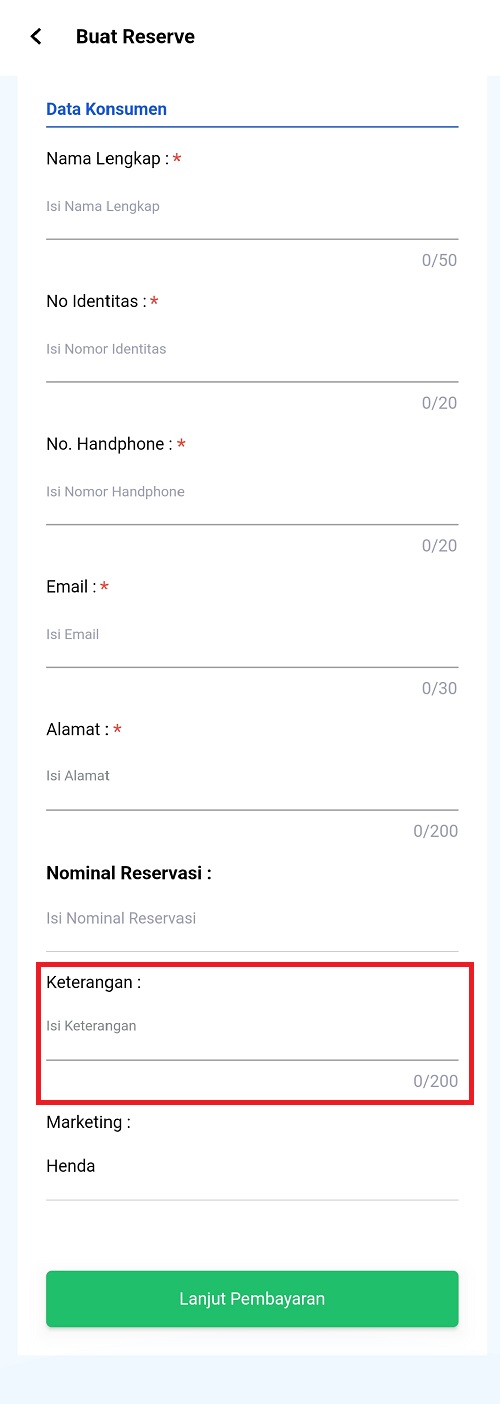 Buat Reserve
Data Konsumen
Nama Lengkap : *
Isi Nama Lengkap
0/50
No Identitas : *
Isi Nomor Identitas
0/20
No. Handphone : *
Isi Nomor Handphone
0/20
Email : *
Isi Email
0/30
Alamat : *
Isi Alamat
0/200
Nominal Reservasi :
Isi Nominal Reservasi
Keterangan :
Isi Keterangan
0/200
Marketing :
Henda
Lanjut Pembayaran